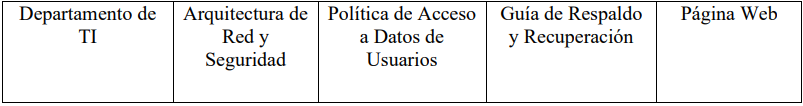 Departamento de
TI
Arquitectura de
Red y
Seguridad
Política de Acceso
a Datos de
Usuarios
Guía de Respaldo
y Recuperación
Página Web